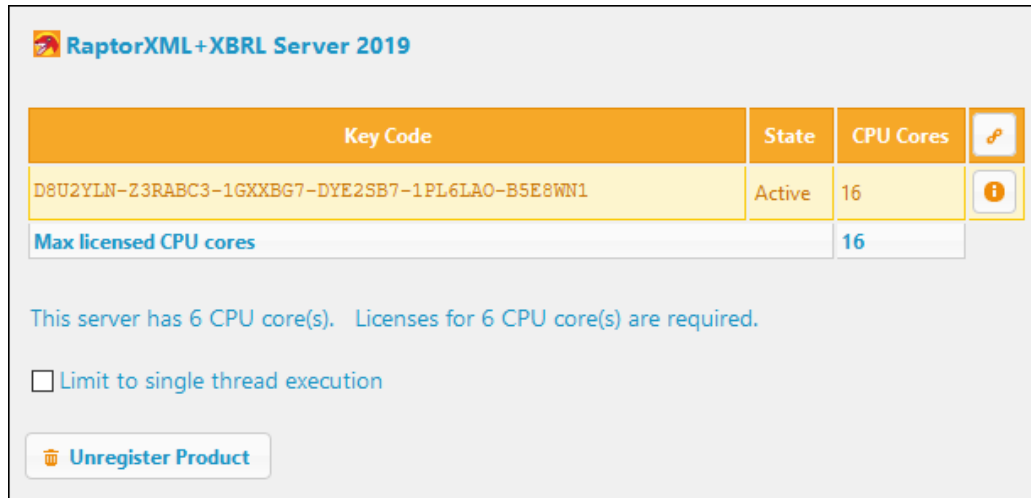 RaptorXML+XBRL Server 2019
Key Code State CPU Cores
D8U2YLN-Z3RABC3-1GXXBG7-DYE2SB7-1PL6LAO-B5E8WN1 Active 16
Max licensed CPU cores 16
This server has 6 CPU core(s). Licenses for 6 CPU core(s) are required.
Limit to single thread execution
Unregister Product